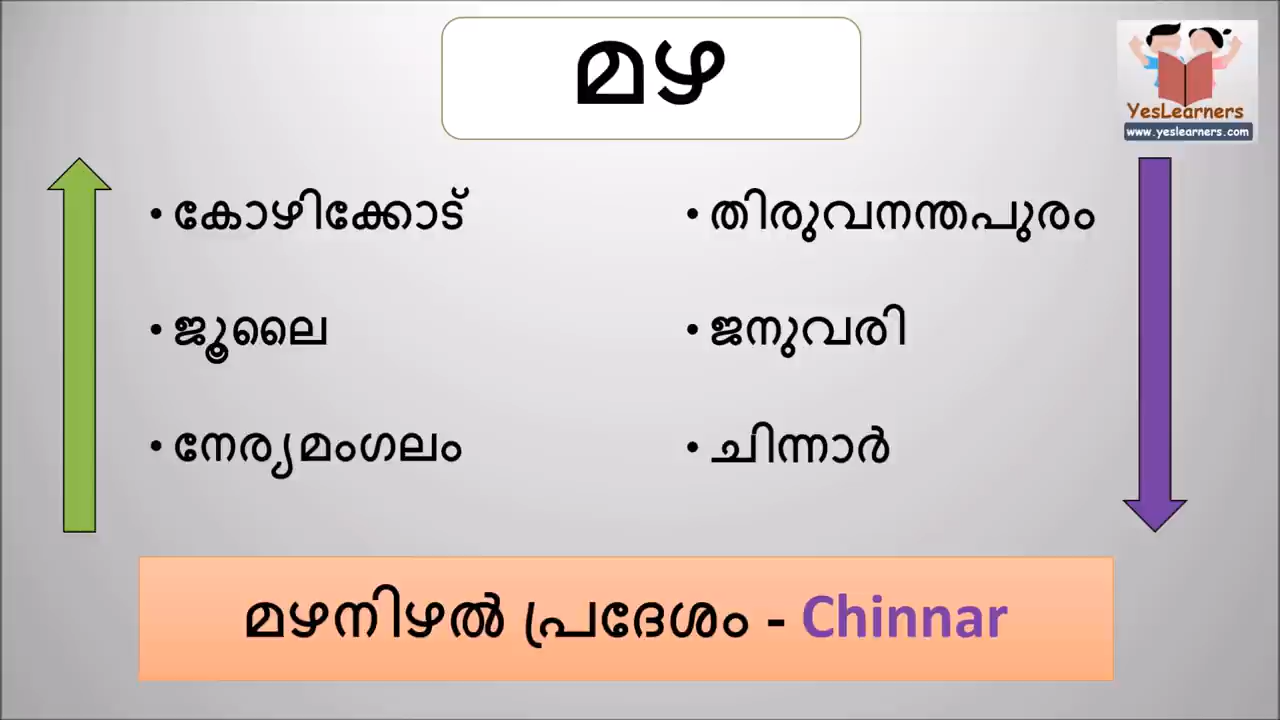 മഴ
YesLearners
www.yeslearners.com
• കോഴിക്കോട്
• തിരുവനന്തപുരം
• ജൂലൈ
• ജനുവരി
• നേര്യമംഗലം
• ചിന്നാർ
മഴനിഴൽ പ്രദേശം - Chinnar